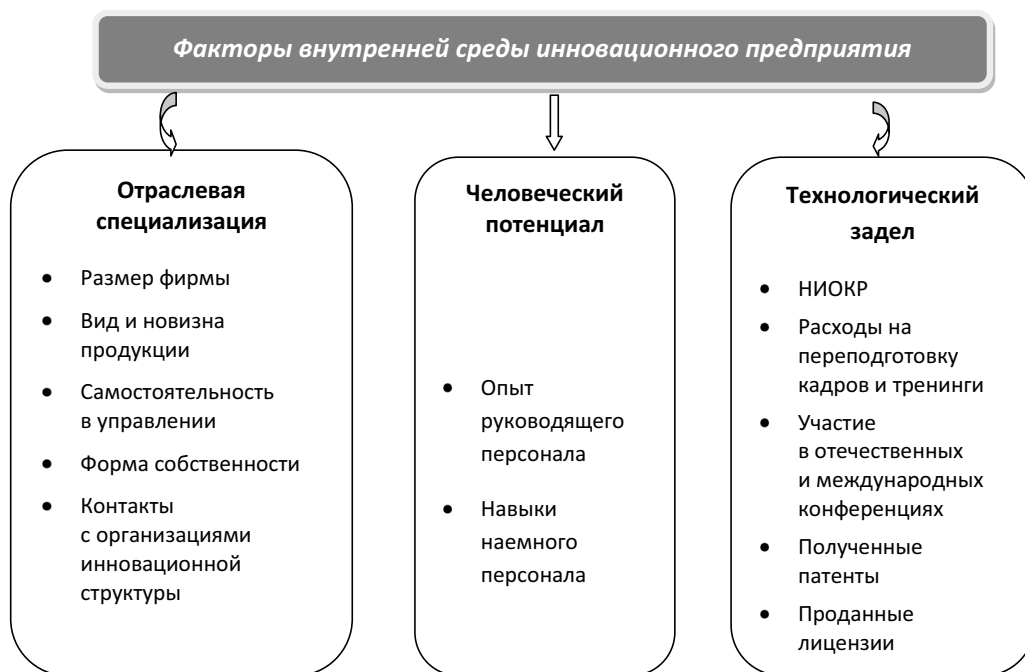 Факторы внутренней среды инновационного предприятия
Отраслевая
специализация
• Размер фирмы
• Вид и новизна
продукции
• Самостоятельность
в управлении
• Форма собственности
• Контакты
с организациями
инновационной
структуры
Человеческий
потенциал
• Опыт
руководящего
персонала
• Навыки
наемного
персонала
Технологический
задел
• НИОКР
• Расходы на
переподготовку
кадров и тренинги
• Участие
в отечественных
и международных
конференциях
• Полученные
патенты
• Проданные
лицензии